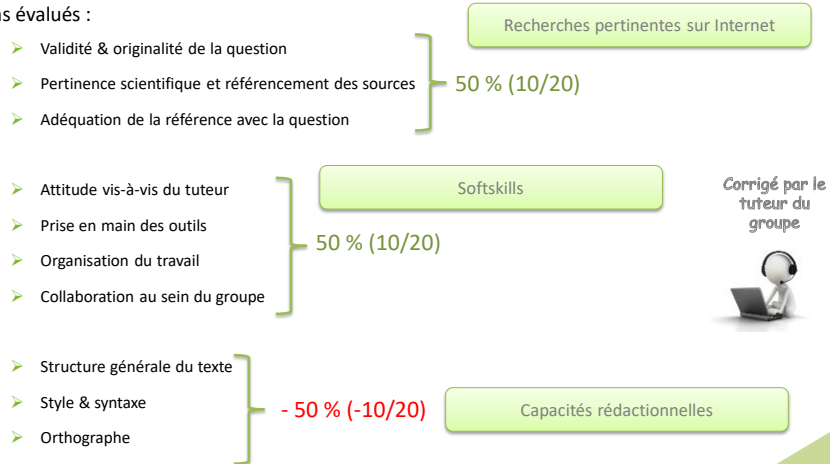 évalués :
Recherches pertinentes sur Internet
Validité & originalité de la question
Pertinence scientifique et référencement des sources
50 % (10/20)
Adéquation de la référence avec la question
Attitude vis-à-vis du tuteur
Softskills
Corrigé par le
tuteur du
groupe
Prise en main des outils
50 % (10/20)
Organisation du travail
Collaboration au sein du groupe
Structure générale du texte
Style & syntaxe
- 50 % (-10/20)
Capacités rédactionnelles
Orthographe